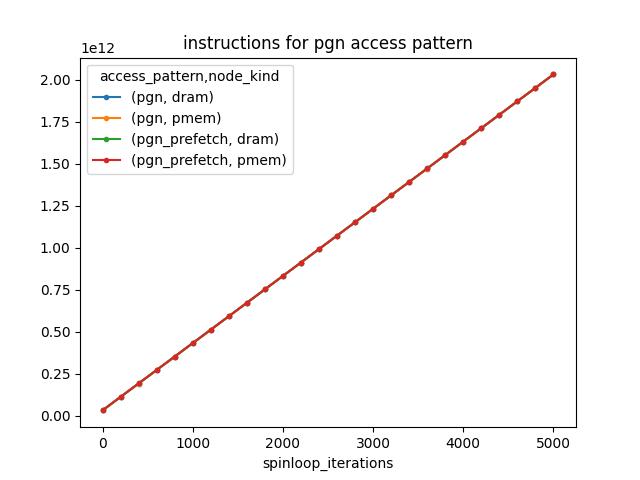 instructions for pgn access pattern
1e12
access_pattern,node_kind
(pgn, dram)
(pgn, pmem)
(pgn_prefetch, dram)
(pgn_prefetch, pmem)
2.00
1.75
1.50
1.25
1.00
0.75
0.50
0.25
0.00
0 1000 2000 3000 4000 5000
spinloop_iterations